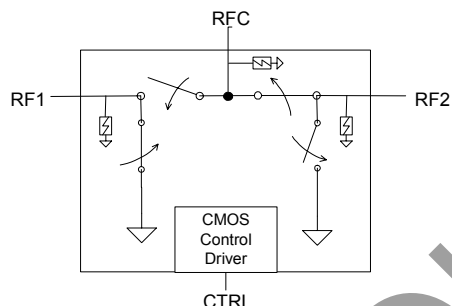 RFC
RF1
RF2
CMOS
Control
Driver
CTRL